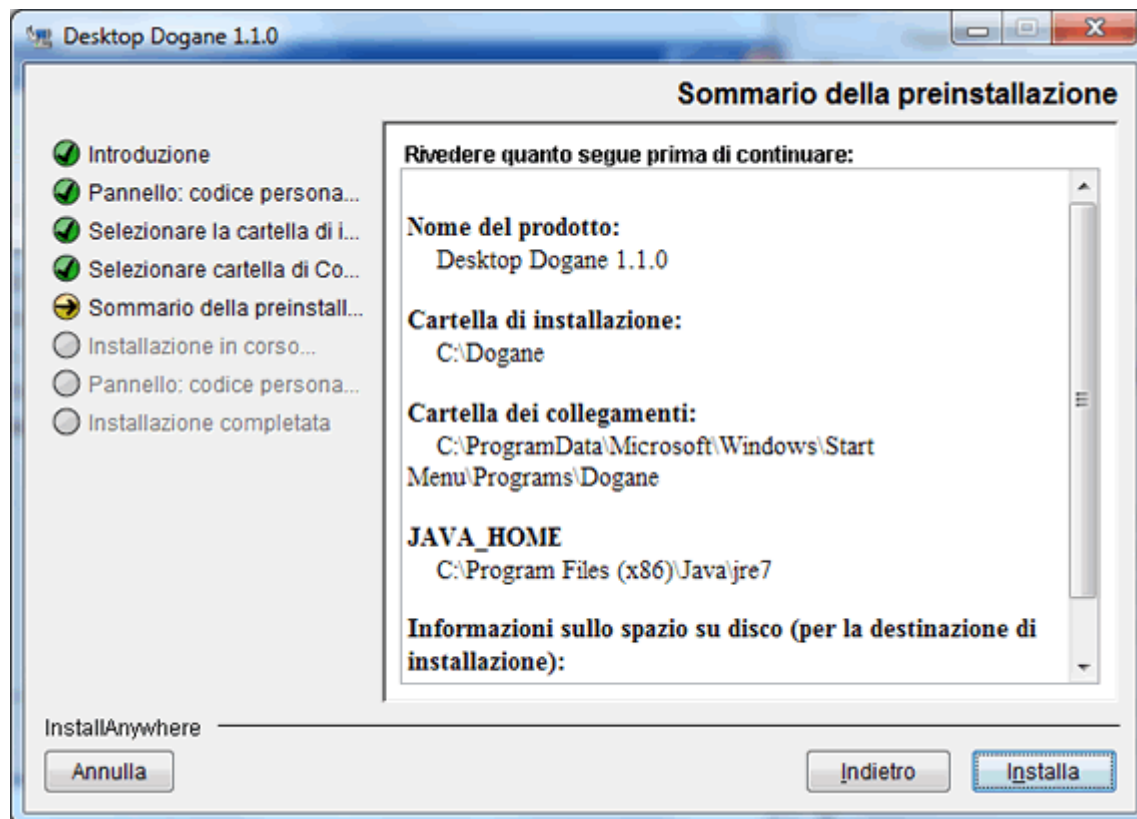 Desktop Dogane 1.1.0
Sommario della preinstallazione
Introduzione
Pannello: codice persona...
Selezionare la cartella di i...
Selezionare cartella di Co...
Sommario della preinstall...
Installazione in corso...
Pannello: codice persona...
Installazione completata
Rivedere quanto segue prima di continuare:
Nome del prodotto:
Desktop Dogane 1.1.0
Cartella di installazione:
C:\Dogane
Cartella dei collegamenti:
C:\ProgramData\Microsoft\Windows\Start
Menu\Programs\Dogane
JAVA_HOME
C:\Program Files (x86)\Java\jre7
Informazioni sullo spazio su disco (per la destinazione di
installazione):
InstallAnywhere
Annulla
Indietro
Installa